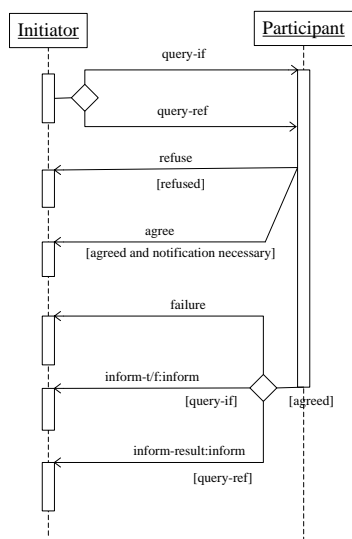 Initiator
Participant
query-if
query-ref
refuse
[refused]
agree
[agreed and notification necessary]
failure
inform-t/f:inform
[query-if]
[agreed]
inform-result:inform
[query-ref]